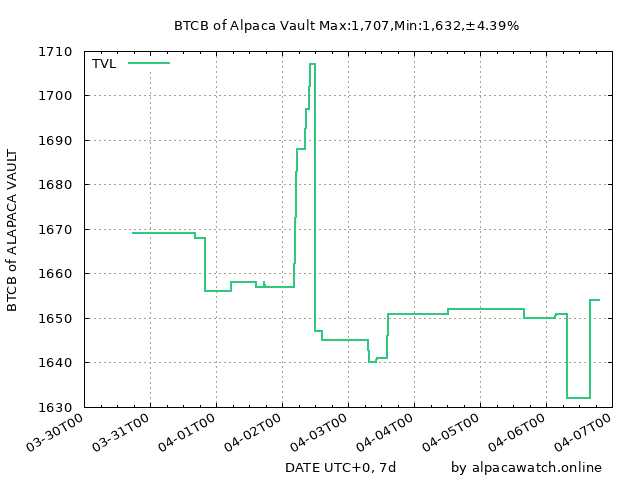 BTCB of Alpaca Vault Max:1,707,Min:1,632,±4.39%
TVL
BTCB of ALAPACA VAULT
1710
1700
1690
1680
1670
1660
1650
1640
1630
03-30T00
03-31T00
04-01T00
04-02T00
04-03T00
04-04T00
04-05T00
04-06T00
04-07T00
DATE UTC+0, 7d
by alpacawatch.online